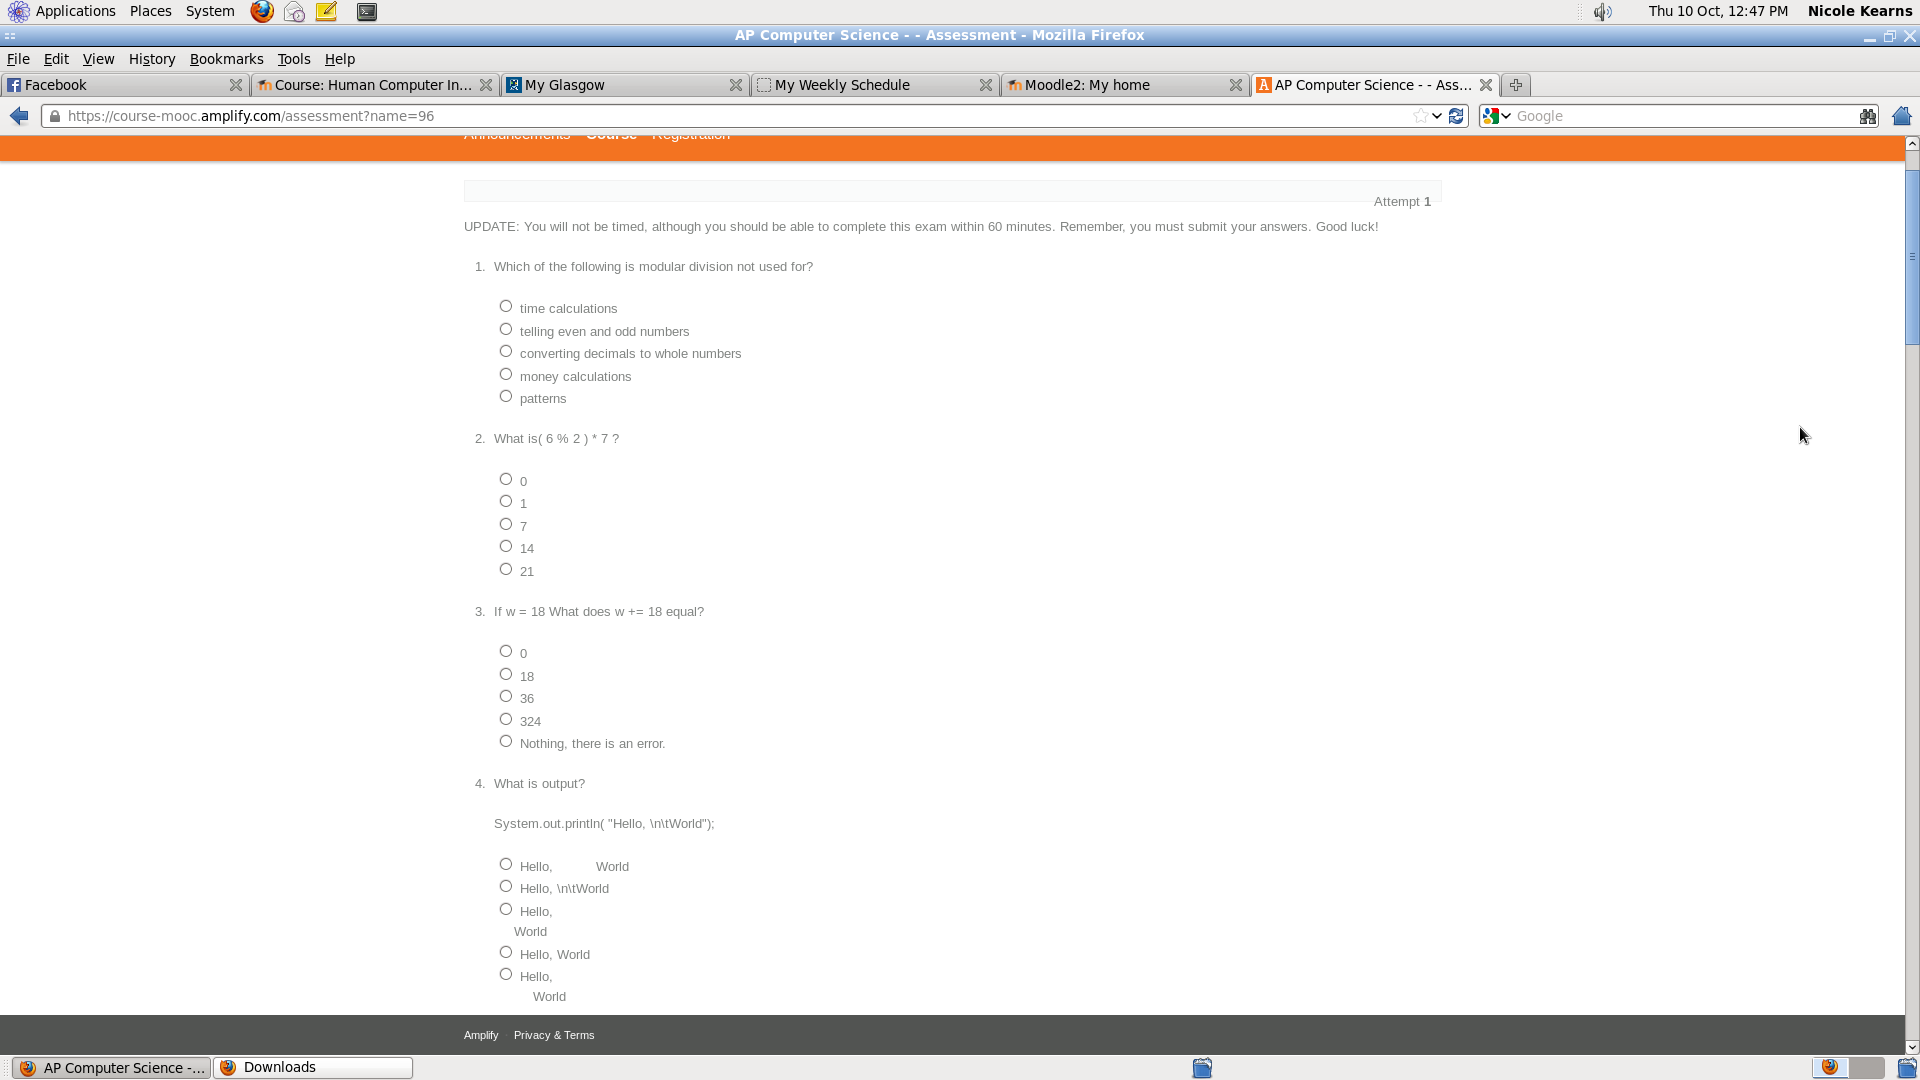 Applications Places System Thu 10 Oct, 12:47 PM Nicole Kearns
AP Computer Science - - Assessment - Mozilla Firefox
File Edit View History Bookmarks Tools Help
Facebook Course: Human Computer In... My Glasgow My Weekly Schedule Moodle2: My home AP Computer Science - - Ass...
https://course-mooc.amplify.com/assessment?name=96 Google
Announcements Course Registration
Attempt 1
UPDATE: You will not be timed, although you should be able to complete this exam within 60 minutes. Remember, you must submit your answers. Good luck!
1. Which of the following is modular division not used for?
time calculations
telling even and odd numbers
converting decimals to whole numbers
money calculations
patterns
2. What is( 6 % 2 ) * 7 ?
0
1
7
14
21
3. If w = 18 What does w += 18 equal?
0
18
36
324
Nothing, there is an error.
4. What is output?
System.out.println( "Hello, \n\tWorld");
Hello, World
Hello, \n\tWorld
Hello,
World
Hello, World
Hello,
World
Amplify Privacy & Terms
AP Computer Science -... Downloads